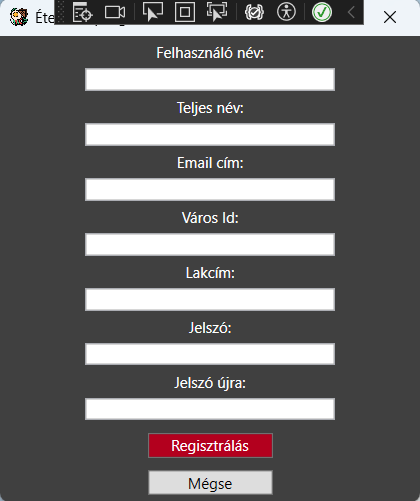 Felhasználó név:
Teljes név:
Email cím:
Város Id:
Lakcím:
Jelszó:
Jelszó újra:
Regisztrálás
Mégse